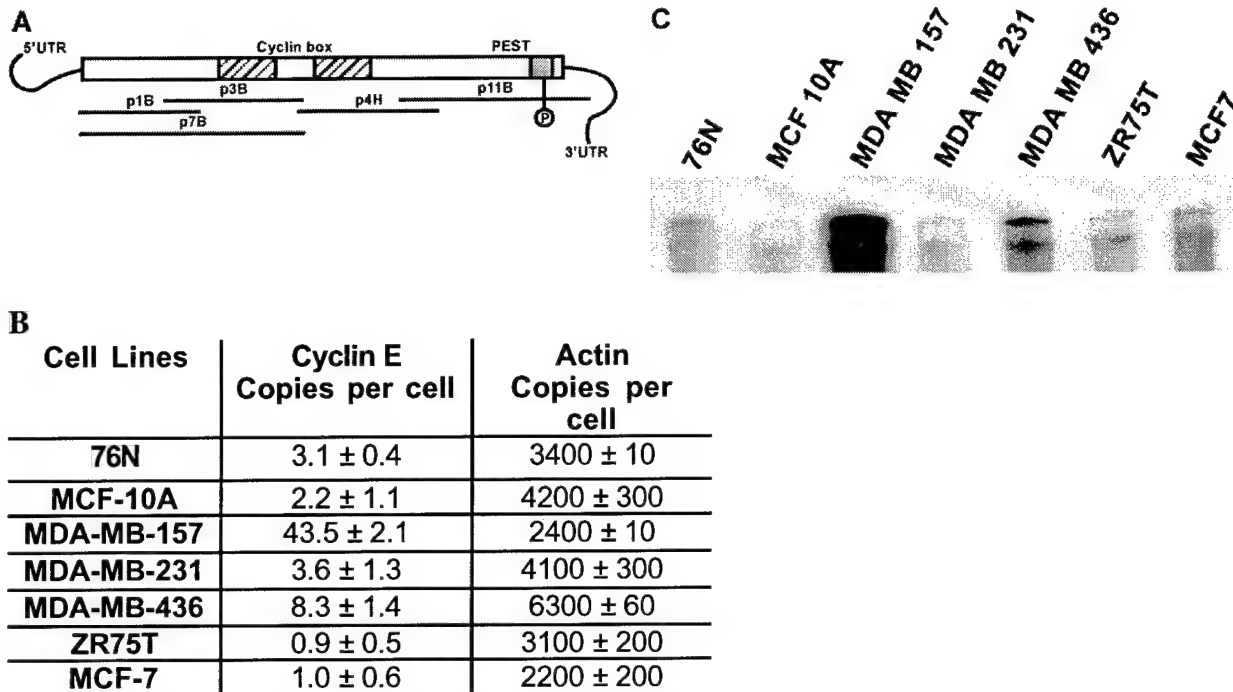 A
5'UTR
Cyclin box
PEST
p1B
p3B
p4H
p11B
p7B
P
3'UTR
C
76N
MCF 10A
MDA MB 157
MDA MB 231
MDA MB 436
ZR75T
MCF7
B
Cell Lines Cyclin E Copies per cell Actin Copies per cell
76N 3.1 ± 0.4 3400 ± 10
MCF-10A 2.2 ± 1.1 4200 ± 300
MDA-MB-157 43.5 ± 2.1 2400 ± 10
MDA-MB-231 3.6 ± 1.3 4100 ± 300
MDA-MB-436 8.3 ± 1.4 6300 ± 60
ZR75T 0.9 ± 0.5 3100 ± 200
MCF-7 1.0 ± 0.6 2200 ± 200